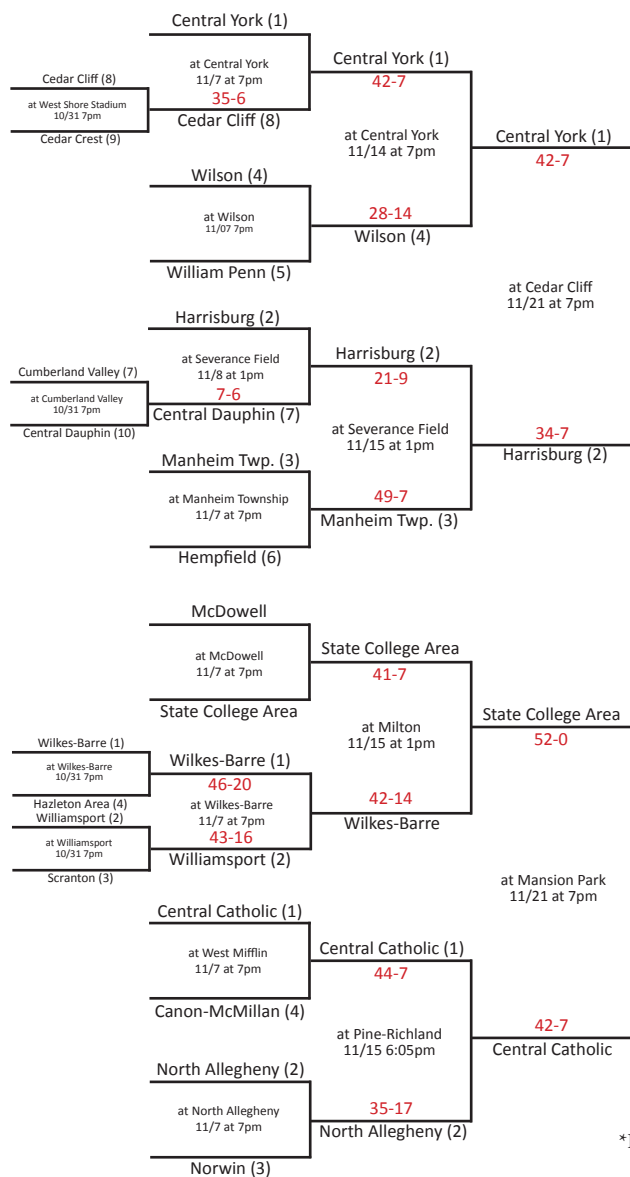 Central York (1)
at Central York
11/7 at 7pm
Cedar Cliff (8)
at West Shore Stadium
10/31 7pm
Cedar Crest (9)
35-6
Cedar Cliff (8)
Central York (1)
42-7
at Central York
11/14 at 7pm
Central York (1)
42-7
Wilson (4)
at Wilson
11/07 7pm
28-14
Wilson (4)
William Penn (5)
at Cedar Cliff
11/21 at 7pm
Harrisburg (2)
at Severance Field
11/8 at 1pm
Cumberland Valley (7)
at Cumberland Valley
10/31 7pm
Central Dauphin (10)
7-6
Central Dauphin (7)
Harrisburg (2)
21-9
at Severance Field
11/15 at 1pm
34-7
Harrisburg (2)
Manheim Twp. (3)
at Manheim Township
11/7 at 7pm
49-7
Manheim Twp. (3)
Hempfield (6)
McDowell
at McDowell
11/7 at 7pm
State College Area
State College Area
41-7
at Milton
11/15 at 1pm
State College Area
52-0
Wilkes-Barre (1)
at Wilkes-Barre
10/31 7pm
Hazleton Area (4)
Wilkes-Barre (1)
46-20
at Wilkes-Barre
11/7 at 7pm
42-14
Wilkes-Barre
Williamsport (2)
at Williamsport
10/31 7pm
Scranton (3)
43-16
Williamsport (2)
at Mansion Park
11/21 at 7pm
Central Catholic (1)
at West Mifflin
11/7 at 7pm
Canon-McMillan (4)
Central Catholic (1)
44-7
at Pine-Richland
11/15 6:05pm
42-7
Central Catholic
North Allegheny (2)
at North Allegheny
11/7 at 7pm
35-17
North Allegheny (2)
Norwin (3)